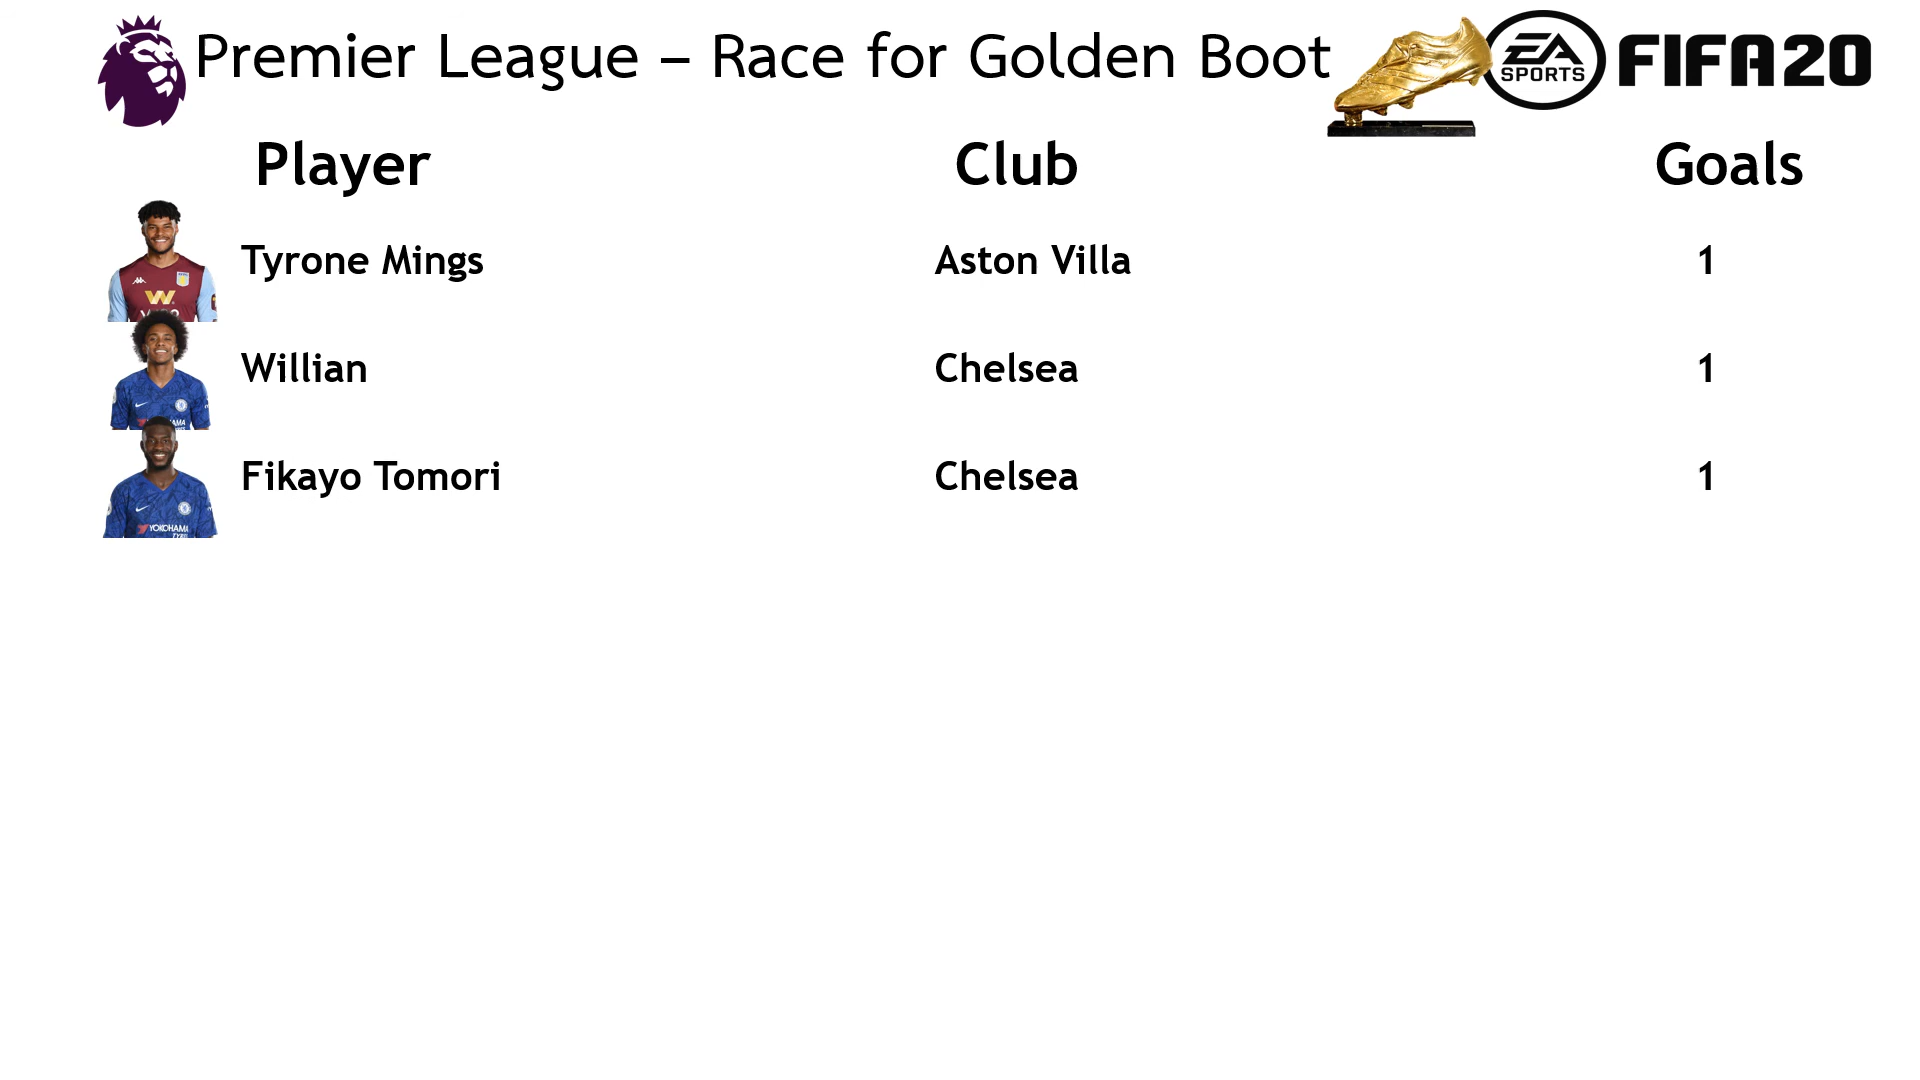 Premier League – Race for Golden Boot
EA SPORTS FIFA20
Player Club Goals
Tyrone Mings Aston Villa 1
Willian Chelsea 1
Fikayo Tomori Chelsea 1
W
YOKOHAMA